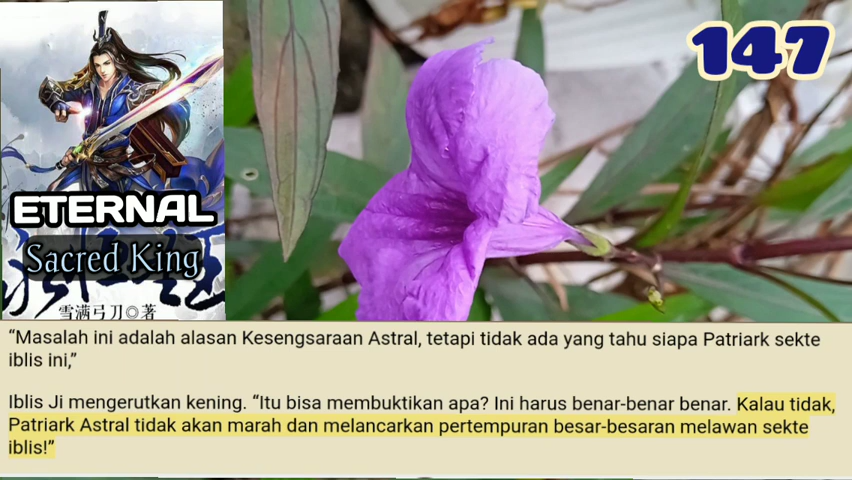 147
ETERNAL
Sacred King
雪满弓刀◎著
“Masalah ini adalah alasan Kesengsaraan Astral, tetapi tidak ada yang tahu siapa Patriark sekte
iblis ini,”
Iblis Ji mengerutkan kening. “Itu bisa membuktikan apa? Ini harus benar-benar benar. Kalau tidak,
Patriark Astral tidak akan marah dan melancarkan pertempuran besar-besaran melawan sekte
iblis!”